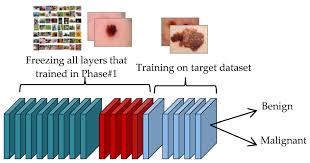 Freezing all layers that
trained in Phase#1
Training on target dataset
Benign
Malignant